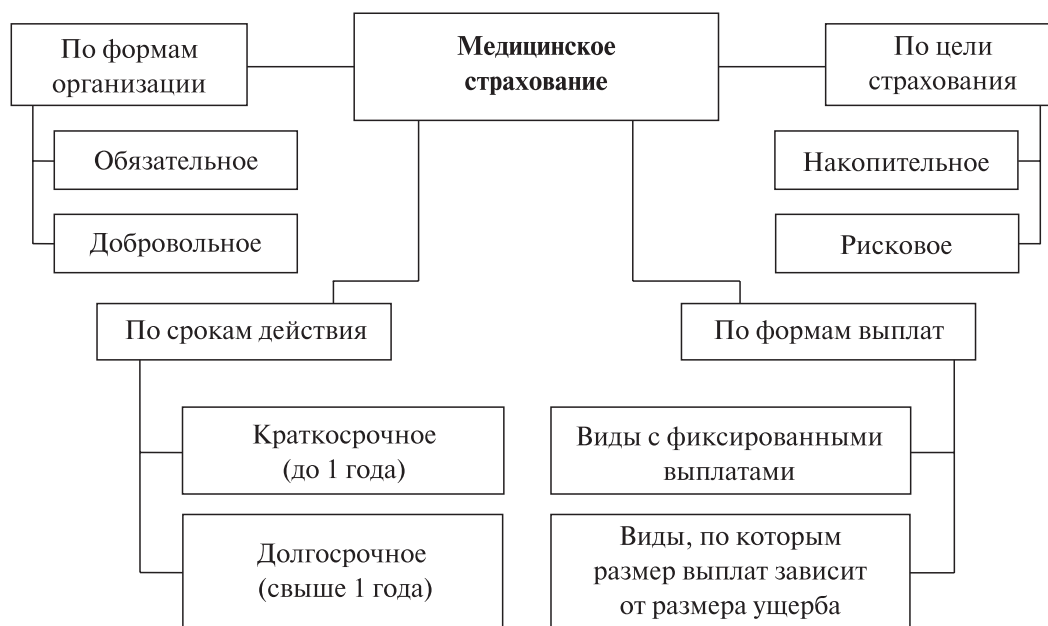 По формам
организации
Медицинское
страхование
По цели
страхования
Обязательное
Накопительное
Добровольное
Рисковое
По срокам действия
По формам выплат
Краткосрочное
(до 1 года)
Виды с фиксированными
выплатами
Долгосрочное
(свыше 1 года)
Виды, по которым
размер выплат зависит
от размера ущерба